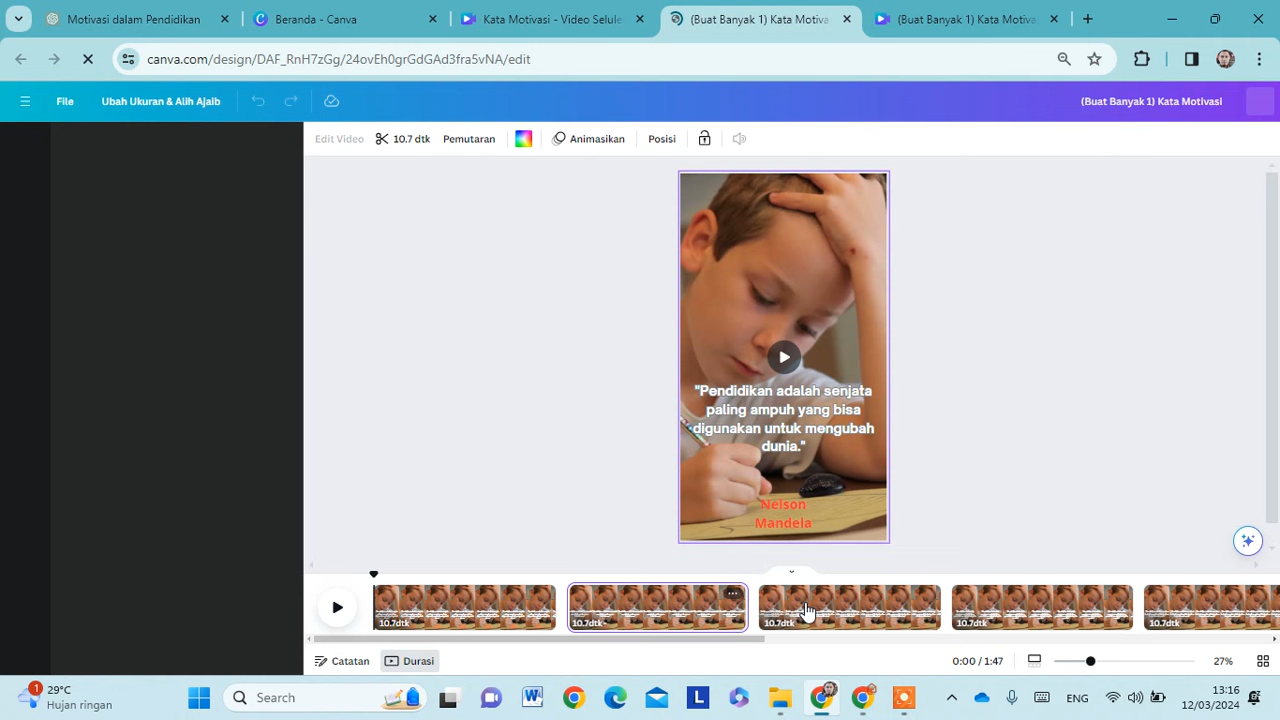 Motivasi dalam Pendidikan
Beranda - Canva
Kata Motivasi - Video Selule
(Buat Banyak 1) Kata Motiva
(Buat Banyak 1) Kata Motiva
canva.com/design/DAF_RnH7zGg/24ovEh0grGdGAd3fra5vNA/edit
File
Ubah Ukuran & Alih Ajaib
(Buat Banyak 1) Kata Motivasi
Edit Video
10.7 dtk
Pemutaran
Animasikan
Posisi
"Pendidikan adalah senjata
paling ampuh yang bisa
digunakan untuk mengubah
dunia."
Nelson
Mandela
10.7dtk
10.7dtk
10.7dtk
10.7dtk
10.7dtk
Catatan
Durasi
0:00 / 1:47
27%
1
29°C
Hujan ringan
Search
ENG
13:16
12/03/2024